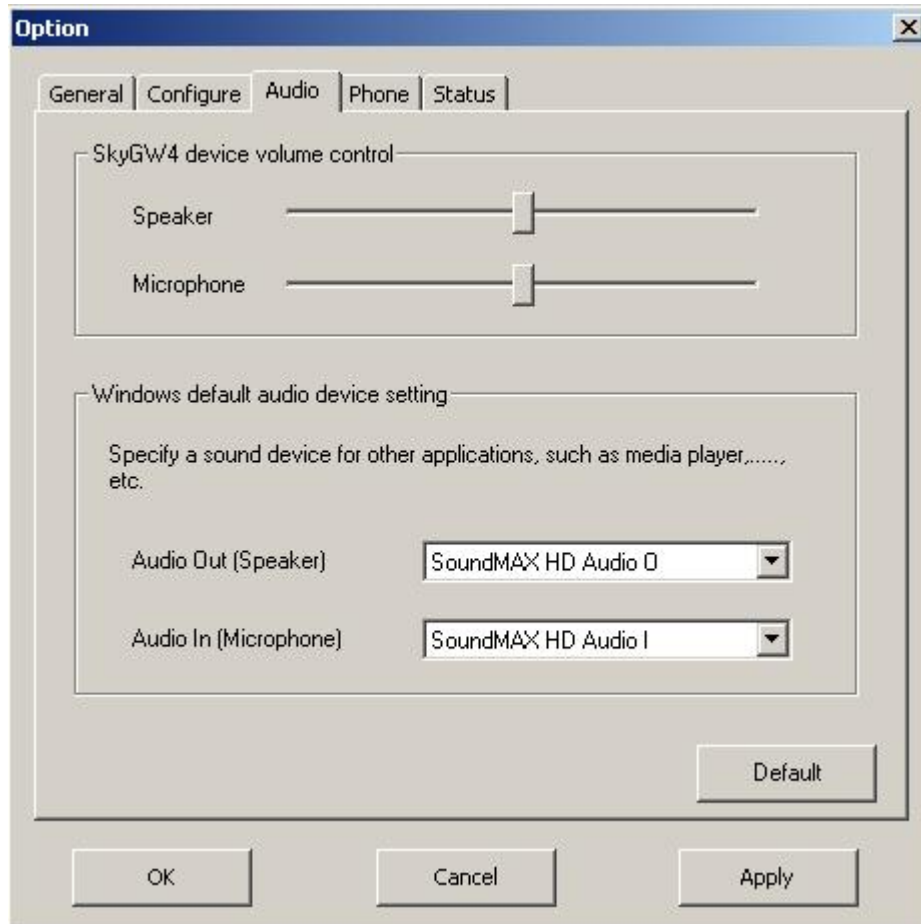 Option
General Configure Audio Phone Status
SkyGW4 device volume control
Speaker
Microphone
Windows default audio device setting
Specify a sound device for other applications, such as media player,.....,
etc.
Audio Out (Speaker) SoundMAX HD Audio O
Audio In (Microphone) SoundMAX HD Audio I
Default
OK Cancel Apply